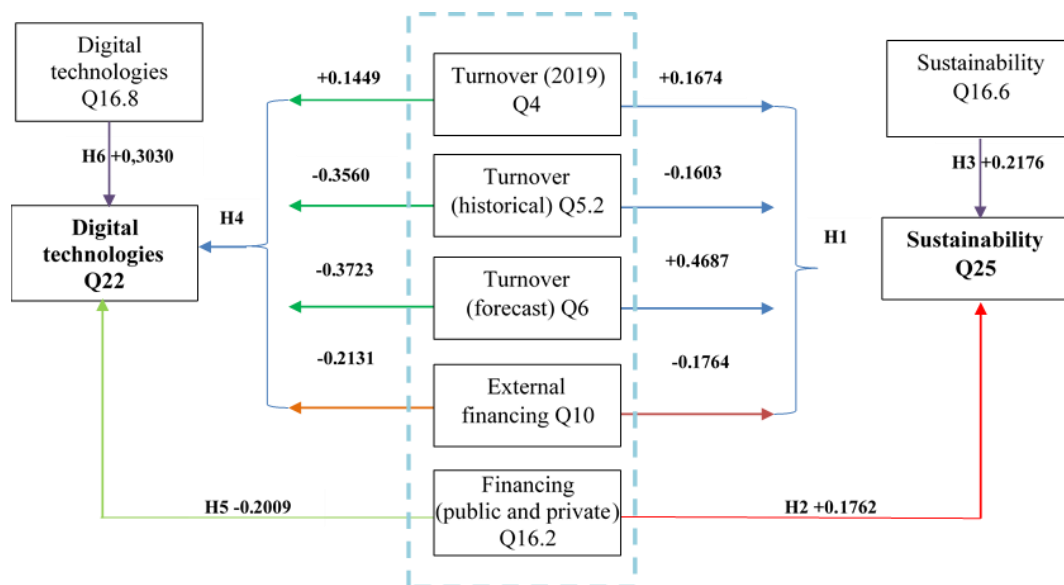 Digital
technologies
Q16.8
H6 +0,3030
Digital
technologies
Q22
H4
+0.1449
-0.3560
-0.3723
-0.2131
H5 -0.2009
Turnover (2019)
Q4
Turnover
(historical) Q5.2
Turnover
(forecast) Q6
External
financing Q10
Financing
(public and private)
Q16.2
+0.1674
-0.1603
+0.4687
-0.1764
H2 +0.1762
H1
Sustainability
Q16.6
H3 +0.2176
Sustainability
Q25